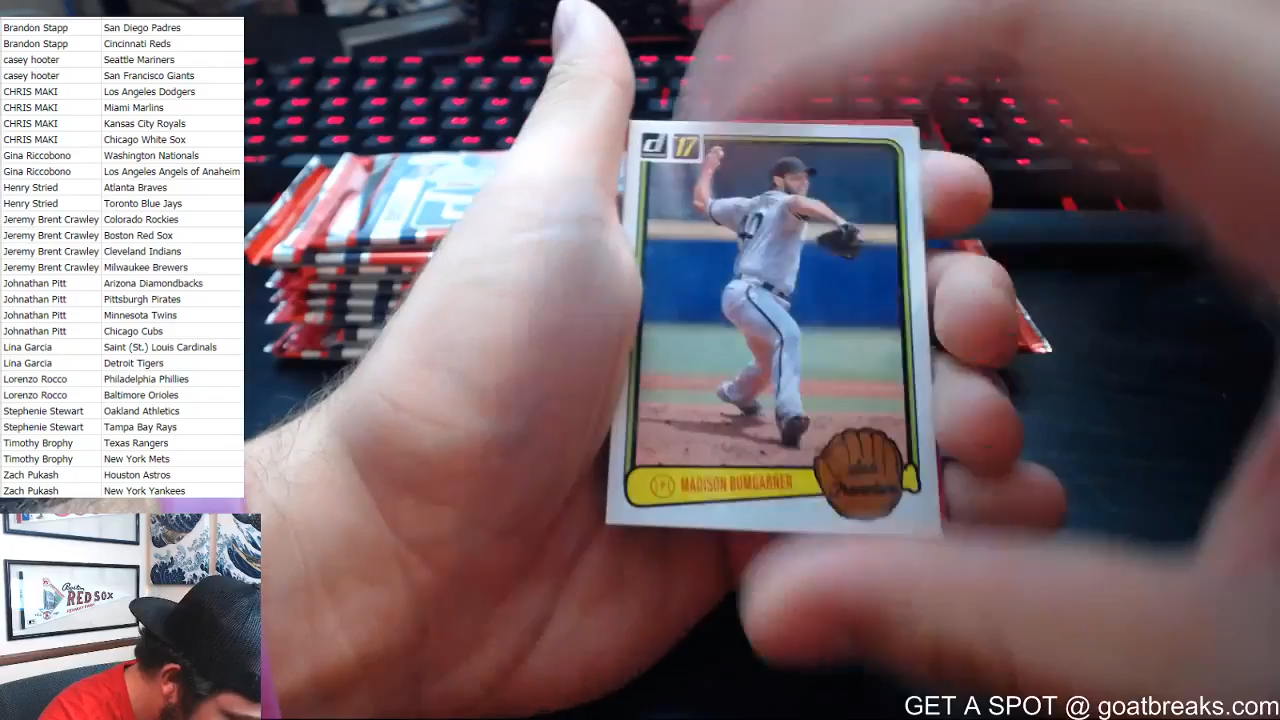 Brandon Stapp San Diego Padres
Brandon Stapp Cincinnati Reds
casey hooter Seattle Mariners
casey hooter San Francisco Giants
CHRIS MAKI Los Angeles Dodgers
CHRIS MAKI Miami Marlins
CHRIS MAKI Kansas City Royals
CHRIS MAKI Chicago White Sox
Gina Riccobono Washington Nationals
Gina Riccobono Los Angeles Angels of Anaheim
Henry Stried Atlanta Braves
Henry Stried Toronto Blue Jays
Jeremy Brent Crawley Colorado Rockies
Jeremy Brent Crawley Boston Red Sox
Jeremy Brent Crawley Cleveland Indians
Jeremy Brent Crawley Milwaukee Brewers
Johnathan Pitt Arizona Diamondbacks
Johnathan Pitt Pittsburgh Pirates
Johnathan Pitt Minnesota Twins
Johnathan Pitt Chicago Cubs
Lina Garcia Saint (St.) Louis Cardinals
Lina Garcia Detroit Tigers
Lorenzo Rocco Philadelphia Phillies
Lorenzo Rocco Baltimore Orioles
Stephenie Stewart Oakland Athletics
Stephenie Stewart Tampa Bay Rays
Timothy Brophy Texas Rangers
Timothy Brophy New York Mets
Zach Pukash Houston Astros
Zach Pukash New York Yankees
d 17
40
MADISON BUMGARNER
Boston
RED SOX
GET A SPOT @ goatbreaks.com